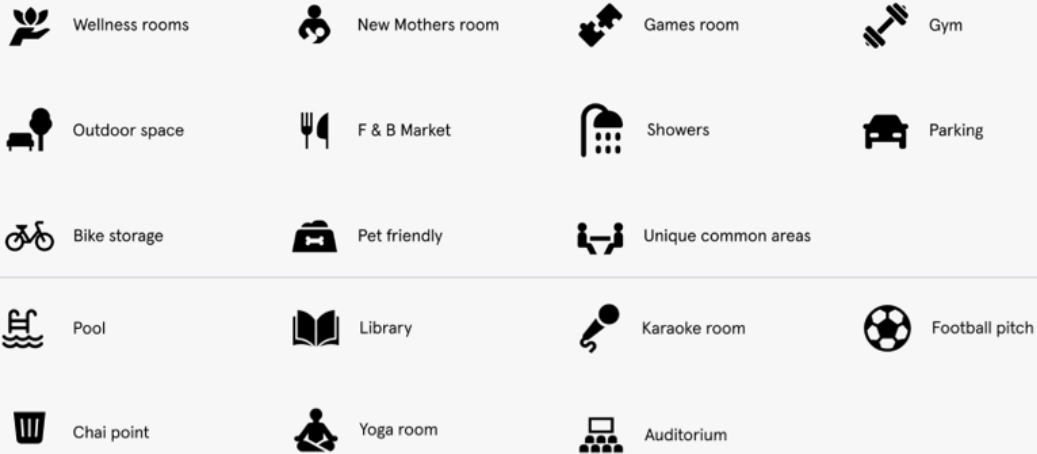 Wellness rooms
New Mothers room
Games room
Gym
Outdoor space
F & B Market
Showers
Parking
Bike storage
Pet friendly
Unique common areas
Pool
Library
Karaoke room
Football pitch
Chai point
Yoga room
Auditorium